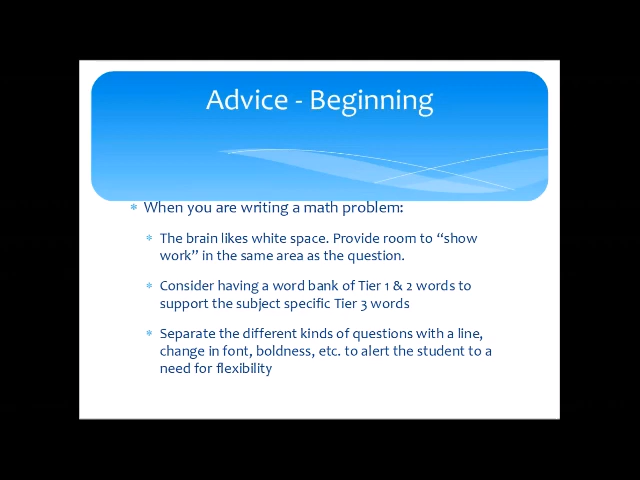 Advice - Beginning
* When you are writing a math problem:
* The brain likes white space. Provide room to “show
work” in the same area as the question.
* Consider having a word bank of Tier 1 & 2 words to
support the subject specific Tier 3 words
* Separate the different kinds of questions with a line,
change in font, boldness, etc. to alert the student to a
need for flexibility